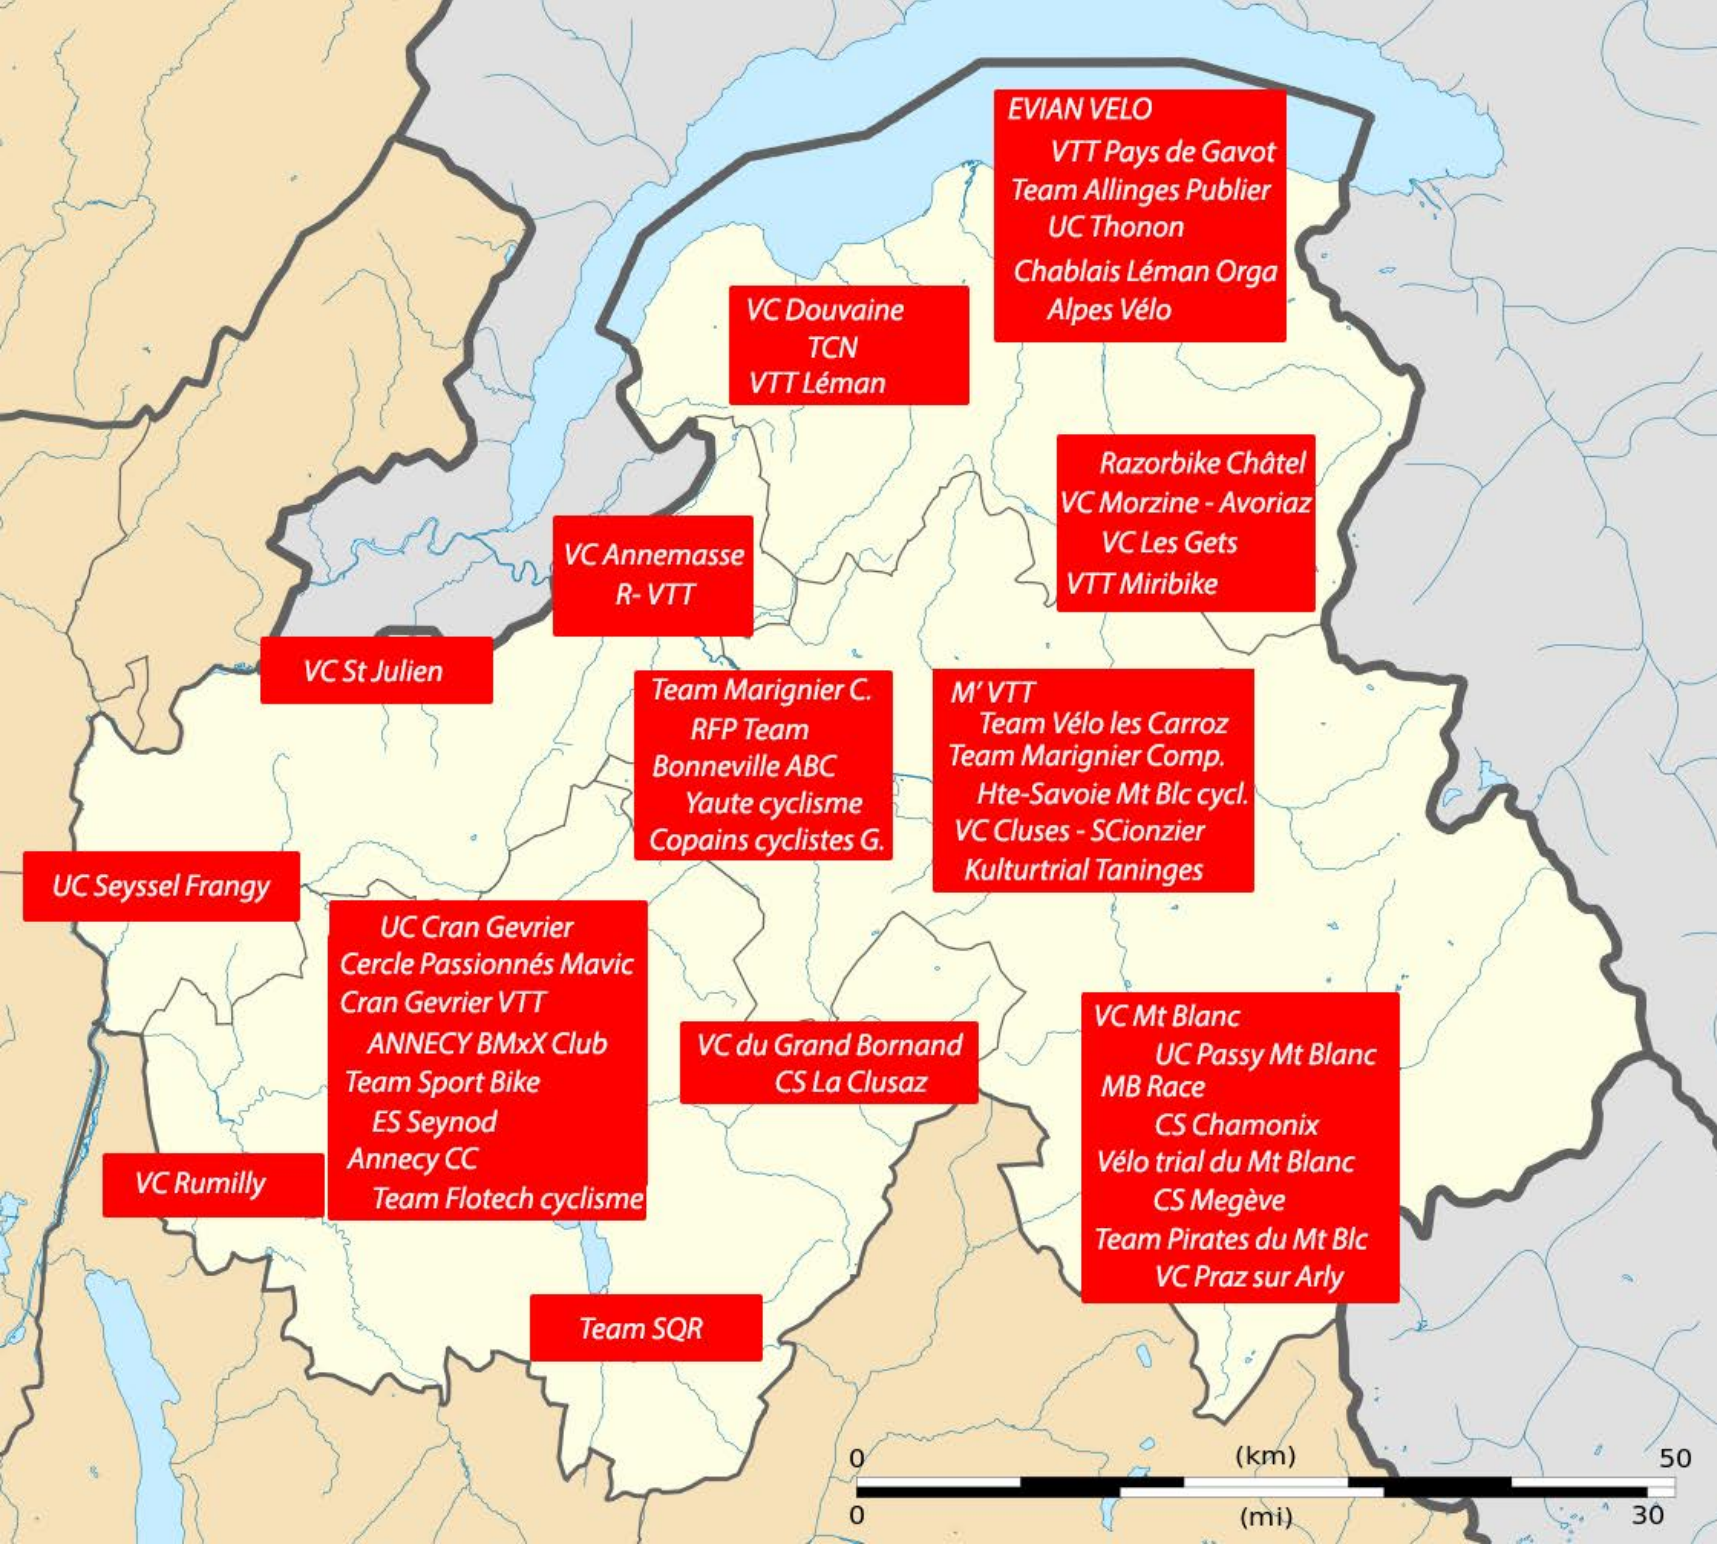 EVIAN VELO
VTT Pays de Gavot
Team Allinges Publier
UC Thonon
Chablais Léman Orga
Alpes Vélo
VC Douvaine
TCN
VTT Léman
Razorbike Châtel
VC Morzine - Avoriaz
VC Les Gets
VTT Miribike
VC Annemasse
R- VTT
VC St Julien
Team Marignier C.
RFP Team
Bonneville ABC
Yaute cyclisme
Copains cyclistes G.
M' VTT
Team Vélo les Carroz
Team Marignier Comp.
Hte-Savoie Mt Blc cycl.
VC Cluses - SCionzier
Kulturtrial Taninges
UC Seyssel Frangy
UC Cran Gevrier
Cercle Passionnés Mavic
Cran Gevrier VTT
ANNECY BMxX Club
Team Sport Bike
ES Seynod
Annecy CC
Team Flotech cyclisme
VC du Grand Bornand
CS La Clusaz
VC Mt Blanc
UC Passy Mt Blanc
MB Race
CS Chamonix
Vélo trial du Mt Blanc
CS Megève
Team Pirates du Mt Blc
VC Praz sur Arly
VC Rumilly
Team SQR
0 (km) 50
0 (mi) 30